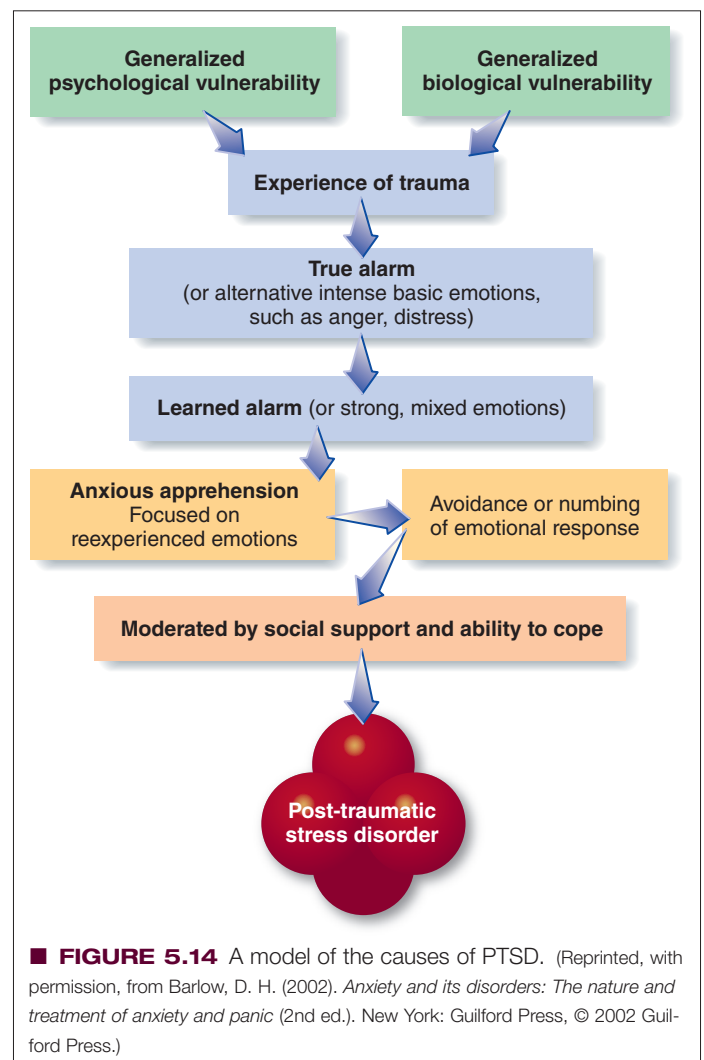 Generalized
psychological vulnerability
Generalized
biological vulnerability
Experience of trauma
True alarm
(or alternative intense basic emotions,
such as anger, distress)
Learned alarm (or strong, mixed emotions)
Anxious apprehension
Focused on
reexperienced emotions
Avoidance or numbing
of emotional response
Moderated by social support and ability to cope
Post-traumatic
stress disorder
■ FIGURE 5.14 A model of the causes of PTSD. (Reprinted, with
permission, from Barlow, D. H. (2002). Anxiety and its disorders: The nature and
treatment of anxiety and panic (2nd ed.). New York: Guilford Press, © 2002 Guil-
ford Press.)